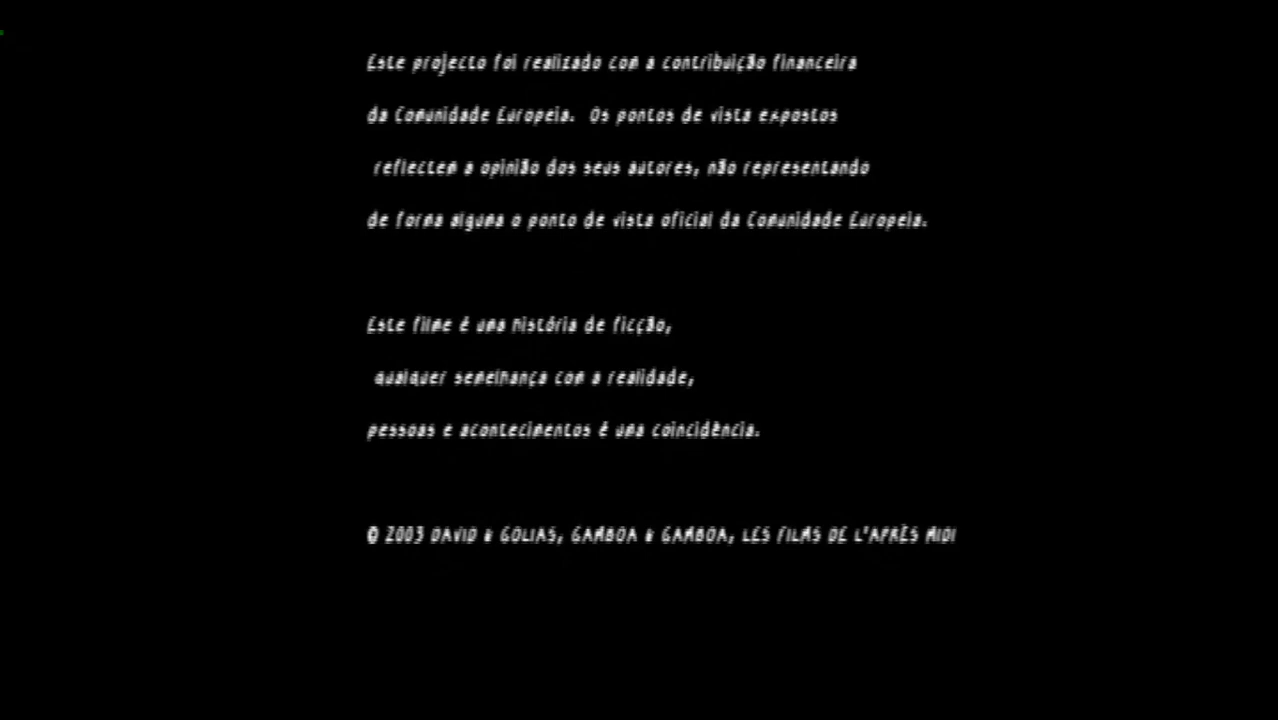 Este projecto foi realizado com a contribuição financeira
da Comunidade Europeia. Os pontos de vista expostos
reflectem a opinião dos seus autores, não representando
de forma alguma o ponto de vista oficial da Comunidade Europeia.
Este filme é uma história de ficção,
qualquer semelhança com a realidade,
pessoas e acontecimentos é uma coincidência.
© 2003 DAVID & GOLIAS, GAMBOA & GAMBOA, LES FILMS DE L'APRÈS MIDI